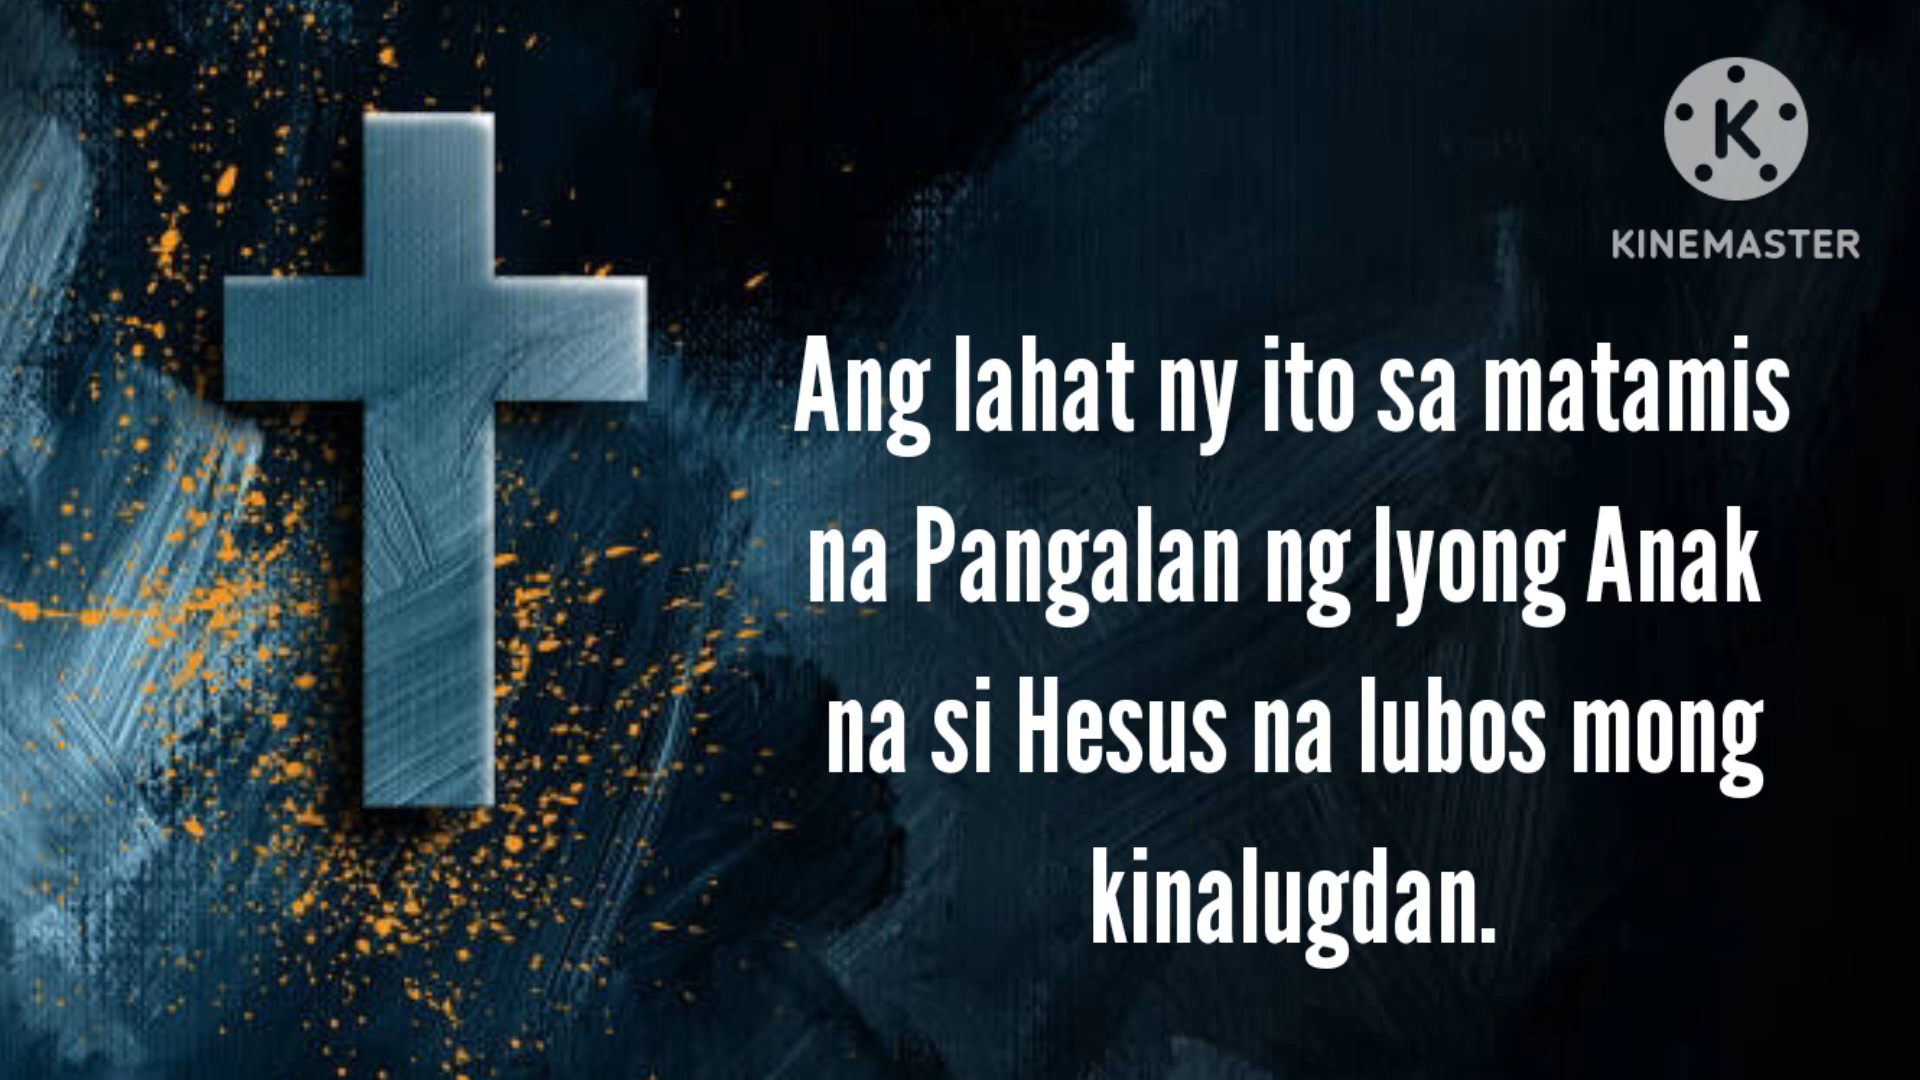 KINEMASTER
Ang lahat ny ito sa matamis
na Pangalan ng Iyong Anak
na si Hesus na lubos mong
kinalugdan.